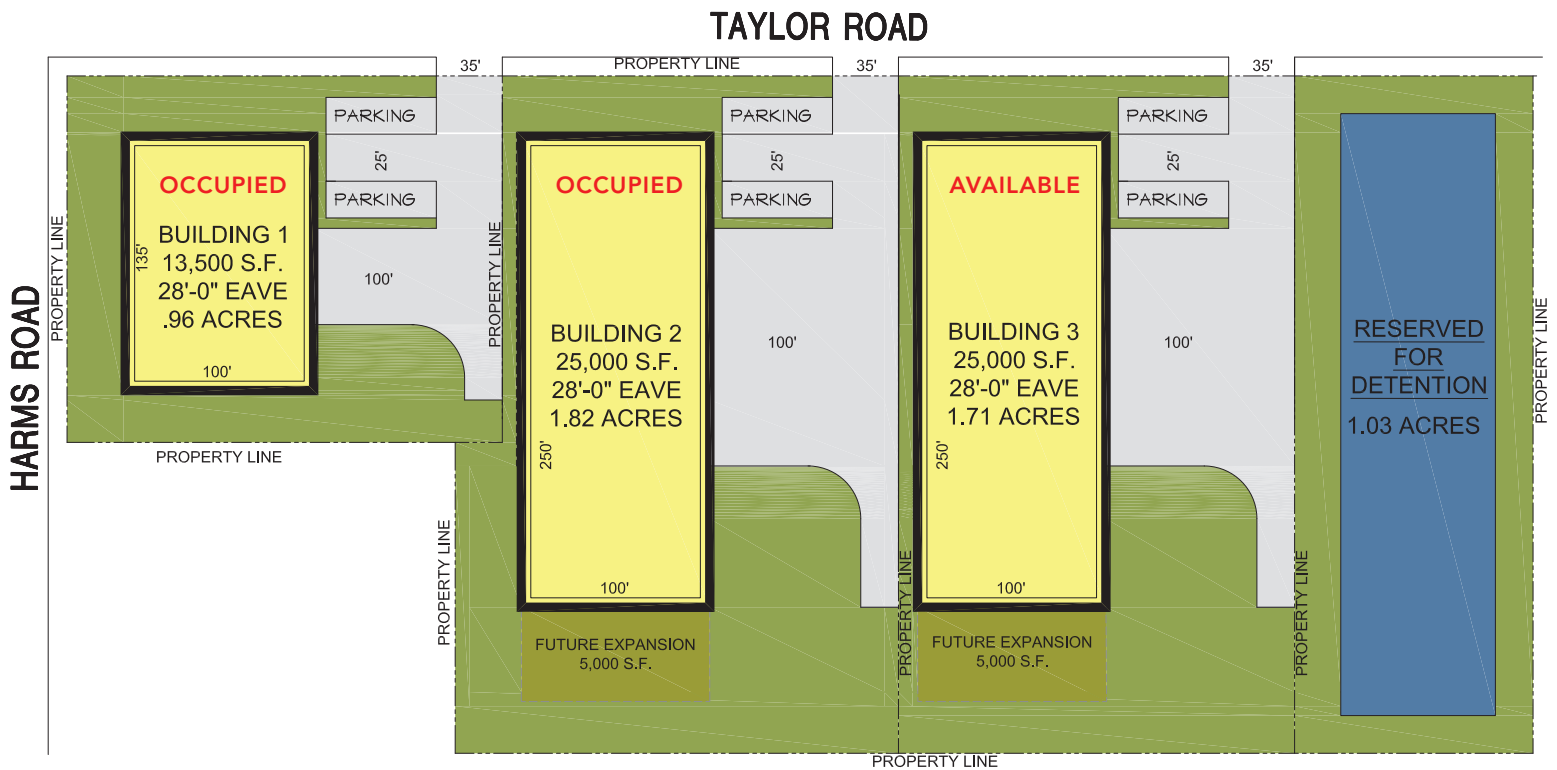 TAYLOR ROAD
HARMS ROAD
PROPERTY LINE
35'
PROPERTY LINE
35'
35'
PARKING
25'
PARKING
OCCUPIED
BUILDING 1
13,500 S.F.
28'-0" EAVE
.96 ACRES
135'
100'
100'
PROPERTY LINE
PROPERTY LINE
PARKING
25'
PARKING
OCCUPIED
BUILDING 2
25,000 S.F.
28'-0" EAVE
1.82 ACRES
250'
100'
100'
FUTURE EXPANSION
5,000 S.F.
PROPERTY LINE
PROPERTY LINE
PARKING
25'
PARKING
AVAILABLE
BUILDING 3
25,000 S.F.
28'-0" EAVE
1.71 ACRES
250'
100'
100'
FUTURE EXPANSION
5,000 S.F.
PROPERTY LINE
RESERVED
FOR
DETENTION
1.03 ACRES
PROPERTY LINE
PROPERTY LINE